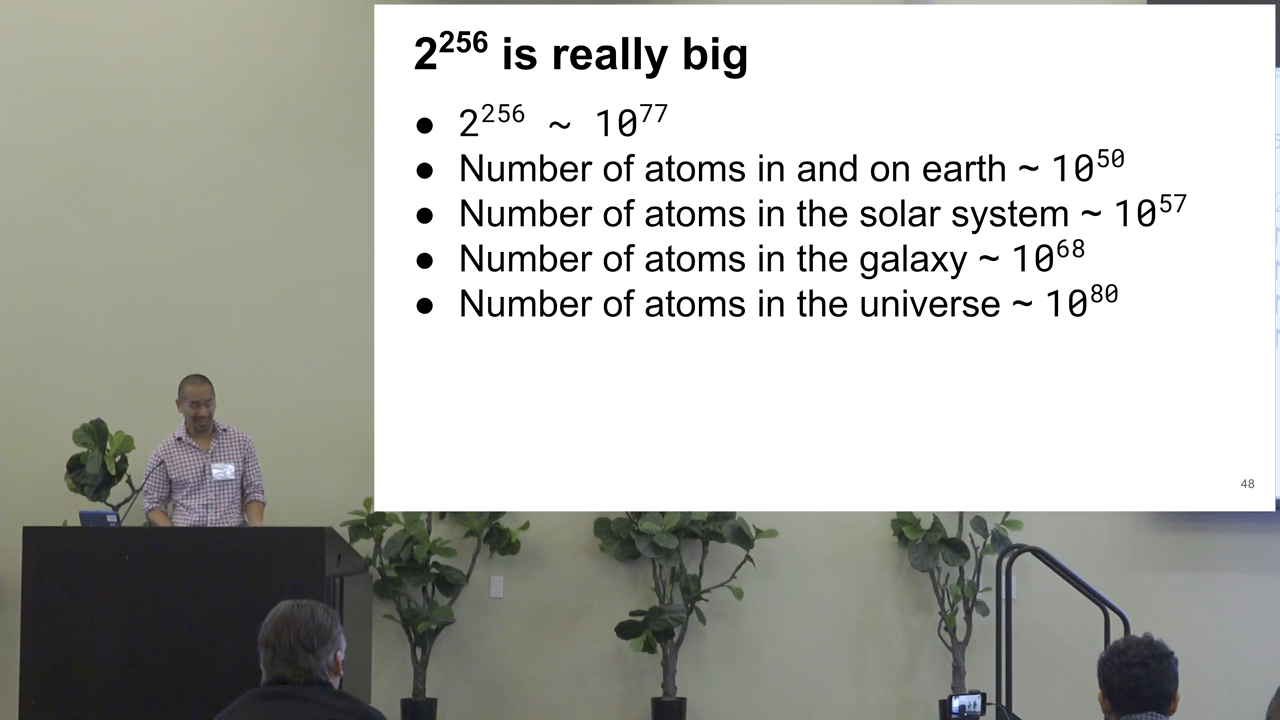 2²⁵⁶ is really big
● 2²⁵⁶ ~ 10⁷⁷
● Number of atoms in and on earth ~ 10⁵⁰
● Number of atoms in the solar system ~ 10⁵⁷
● Number of atoms in the galaxy ~ 10⁶⁸
● Number of atoms in the universe ~ 10⁸⁰
48